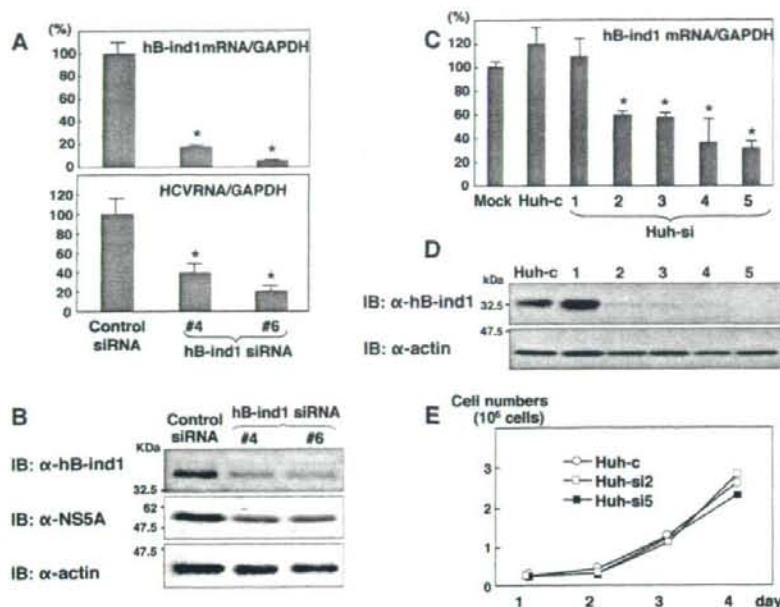 A
(%)
hB-ind1mRNA/GAPDH
100
80
60
40
20
0
HCVRNA/GAPDH
120
100
80
60
40
20
0
Control
siRNA
#4
#6
hB-ind1 siRNA
B
Control
siRNA
hB-ind1 siRNA
#4
#6
KDa
IB: α-hB-ind1
32.5
IB: α-NS5A
62
47.5
IB: α-actin
47.5
C
(%)
hB-ind1 mRNA/GAPDH
120
100
80
60
40
20
0
Mock
Huh-c
1
2
3
4
5
Huh-si
D
kDa
Huh-c
1
2
3
4
5
IB: α-hB-ind1
32.5
47.5
IB: α-actin
E
Cell numbers
(10⁶ cells)
Huh-c
Huh-si2
Huh-si5
3
2
1
0
1
2
3
4
day